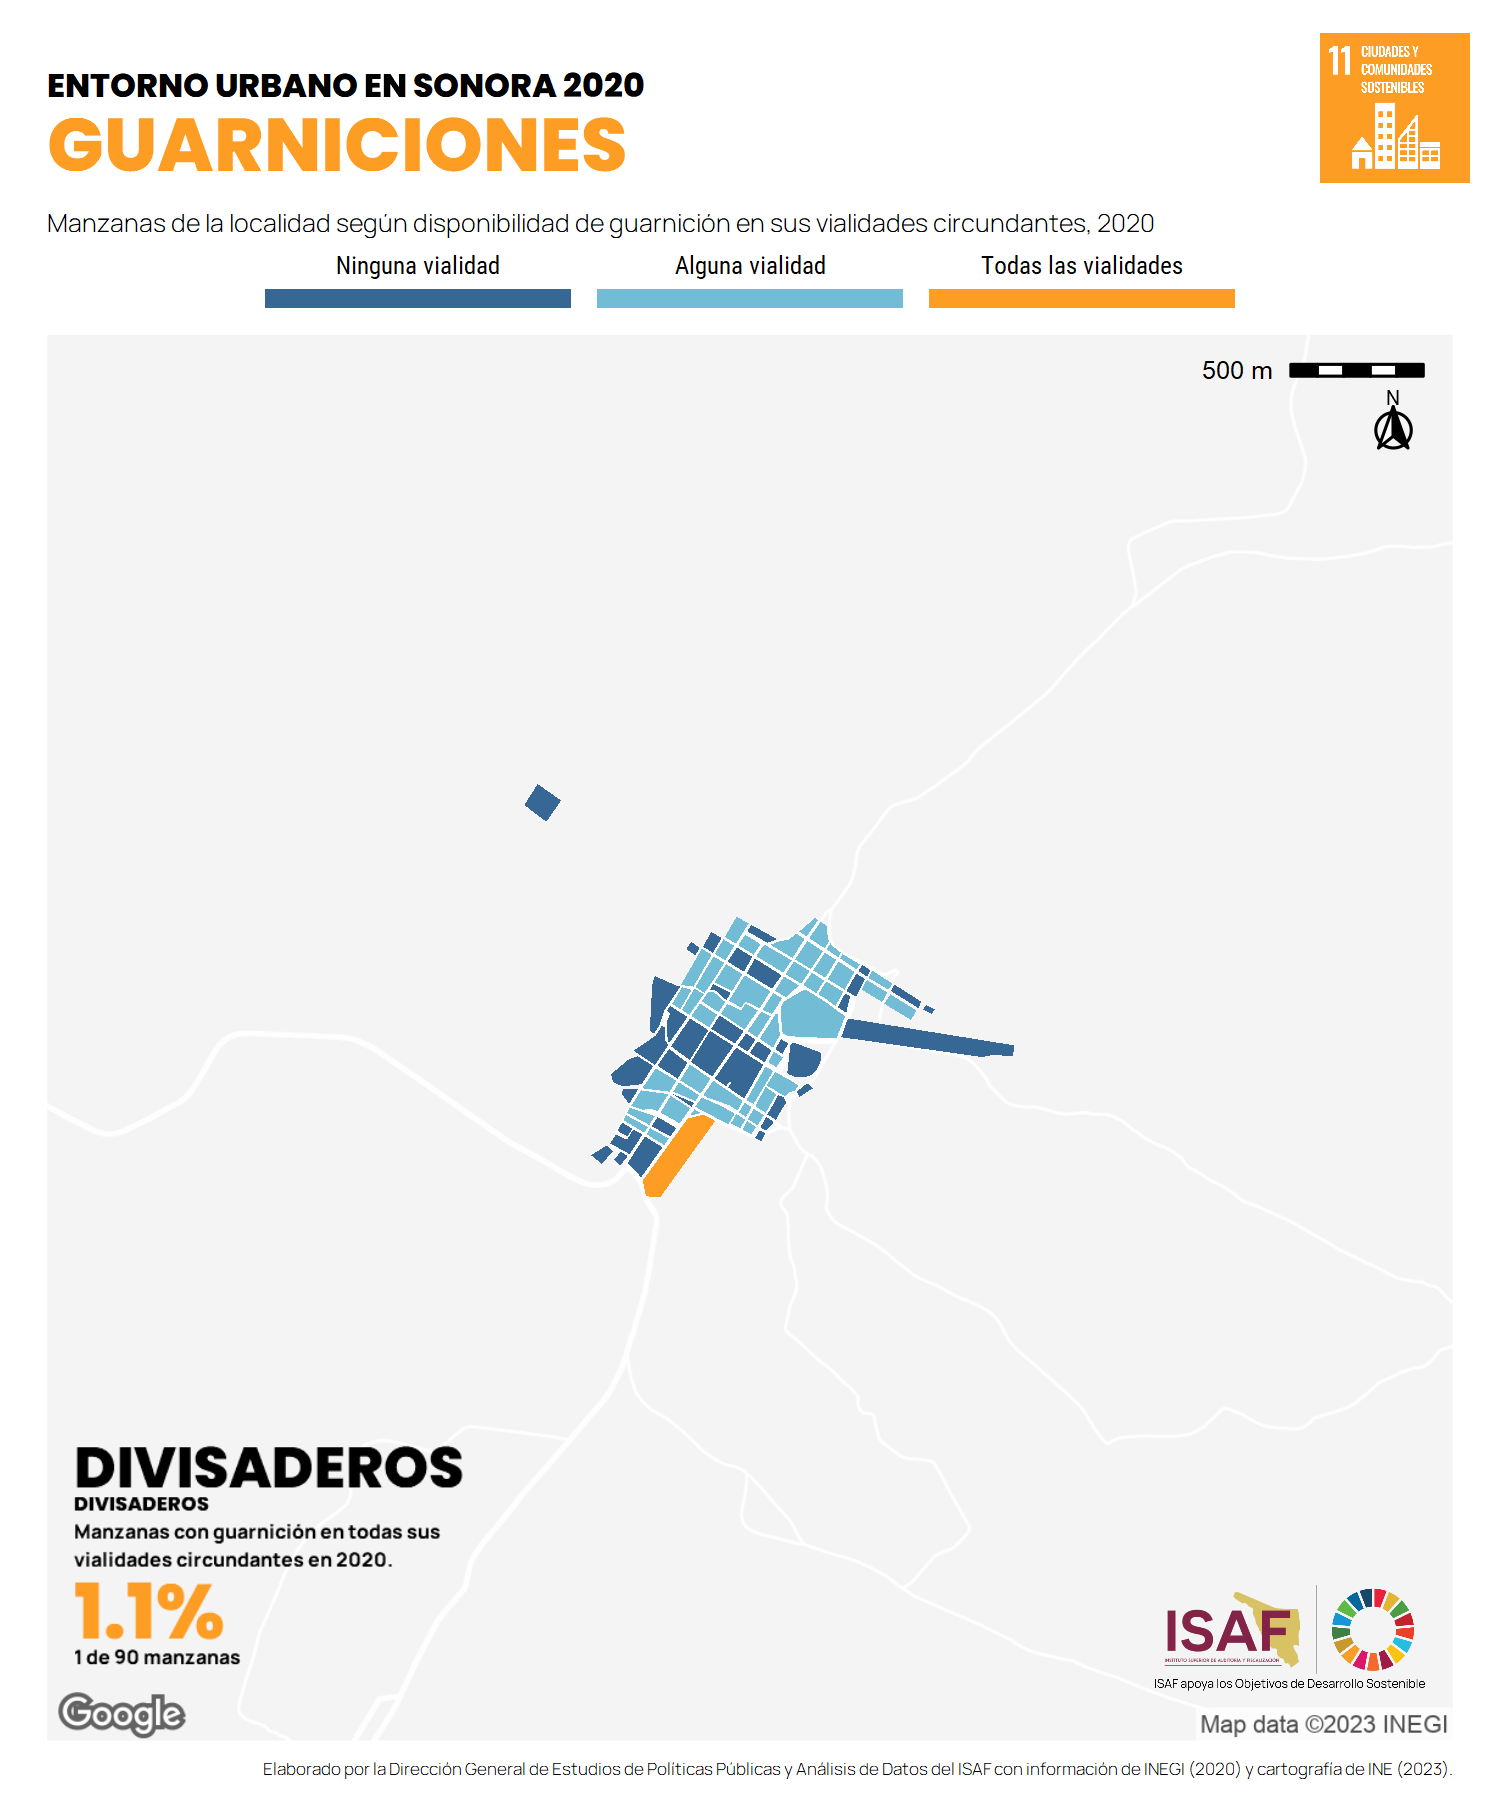 ENTORNO URBANO EN SONORA 2020
GUARNICIONES
11 CIUDADES Y
COMUNIDADES
SOSTENIBLES
Manzanas de la localidad según disponibilidad de guarnición en sus vialidades circundantes, 2020
Ninguna vialidad Alguna vialidad Todas las vialidades
500 m
N
DIVISADEROS
DIVISADEROS
Manzanas con guarnición en todas sus
vialidades circundantes en 2020.
1.1%
1 de 90 manzanas
ISAF
INSTITUTO SUPERIOR DE AUDITORÍA Y FISCALIZACIÓN
ISAF apoya los Objetivos de Desarrollo Sostenible
Google
Map data ©2023 INEGI
Elaborado por la Dirección General de Estudios de Políticas Públicas y Análisis de Datos del ISAF con información de INEGI (2020) y cartografía de INE (2023).